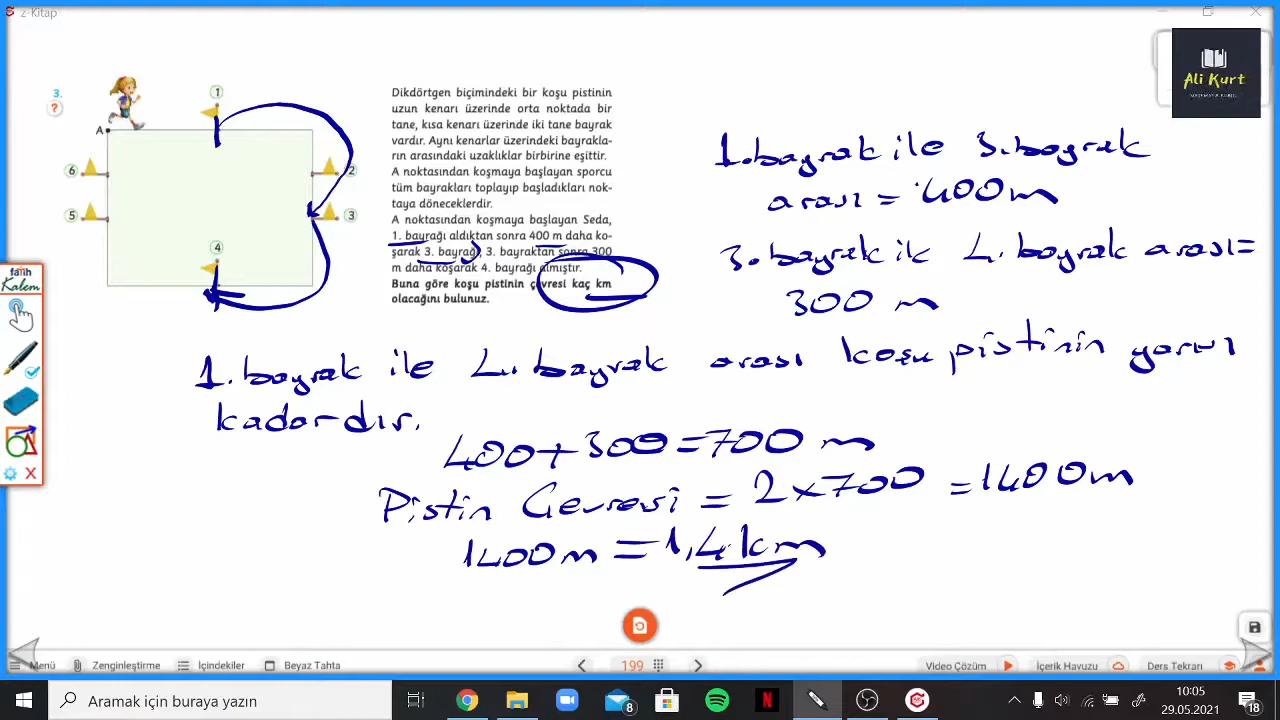 z-Kitap
Ali Kurt
3.
?
A
1
2
3
4
5
6
Dikdörtgen biçimindeki bir koşu pistinin
uzun kenarı üzerinde orta noktada bir
tane, kısa kenarı üzerinde iki tane bayrak
vardır. Aynı kenarlar üzerindeki bayrakla-
rın arasındaki uzaklıklar birbirine eşittir.
A noktasından koşmaya başlayan sporcu
tüm bayrakları toplayıp başladıkları nok-
taya döneceklerdir.
A noktasından koşmaya başlayan Seda,
1. bayrağı aldıktan sonra 400 m daha ko-
şarak 3. bayrağı, 3. bayraktan sonra 300
m daha koşarak 4. bayrağı almıştır.
Buna göre koşu pistinin çevresi kaç km
olacağını bulunuz.
1.bayrak ile 3.bayrak
arası = 400m
3.bayrak ile 4.bayrak arası=
300 m
1.bayrak ile 4.bayrak arası koşu pistinin yarısı
kadardır.
400+300=700 m
Pistin Çevresi = 2x700 =1400m
1400m =1,4km
fatih
Kalem
Menü
Zenginleştirme
İçindekiler
Beyaz Tahta
199
Video Çözüm
İçerik Havuzu
Ders Tekrarı
Aramak için buraya yazın
8
10:05
29.05.2021
18